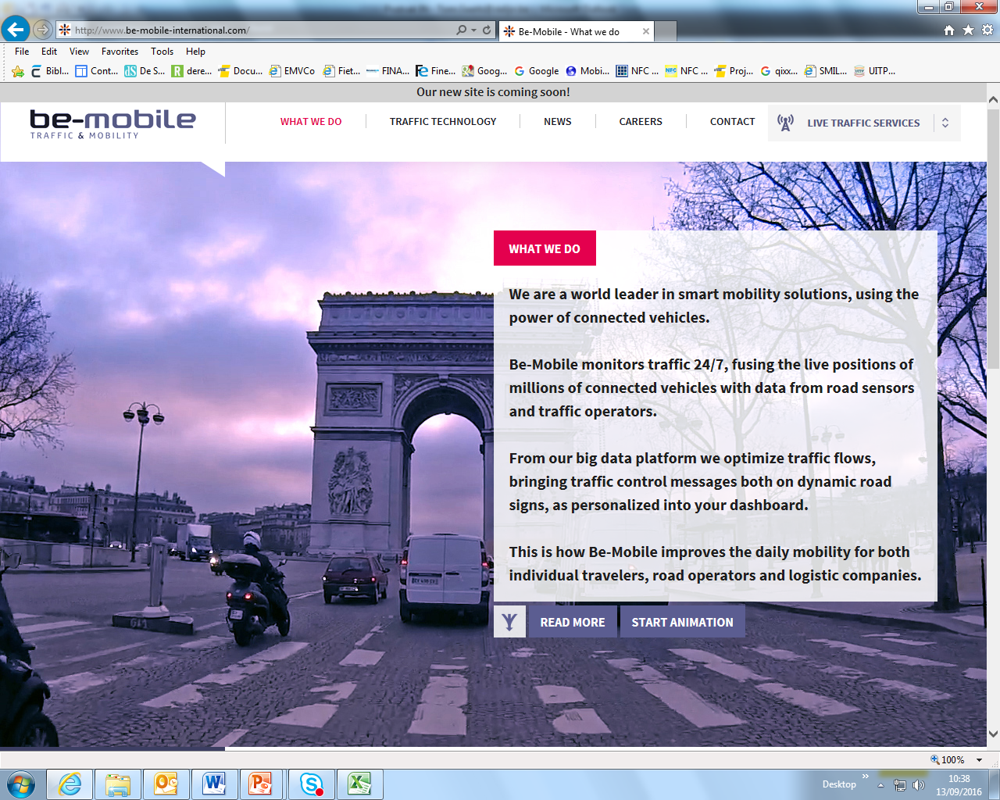 http://www.be-mobile-international.com/
Be-Mobile - What we do
File Edit View Favorites Tools Help
Bibl... Cont... De S... dere... Docu... EMVCo Fiet... FINA... Fine... Goog... Google Mobi... NFC ... NFC ... Proj... qixx... SMIL... UITP...
Our new site is coming soon!
be-mobile
TRAFFIC & MOBILITY
WHAT WE DO TRAFFIC TECHNOLOGY NEWS CAREERS CONTACT LIVE TRAFFIC SERVICES
WHAT WE DO
We are a world leader in smart mobility solutions, using the
power of connected vehicles.
Be-Mobile monitors traffic 24/7, fusing the live positions of
millions of connected vehicles with data from road sensors
and traffic operators.
From our big data platform we optimize traffic flows,
bringing traffic control messages both on dynamic road
signs, as personalized into your dashboard.
This is how Be-Mobile improves the daily mobility for both
individual travelers, road operators and logistic companies.
READ MORE START ANIMATION
100%
Desktop
10:38
13/09/2016